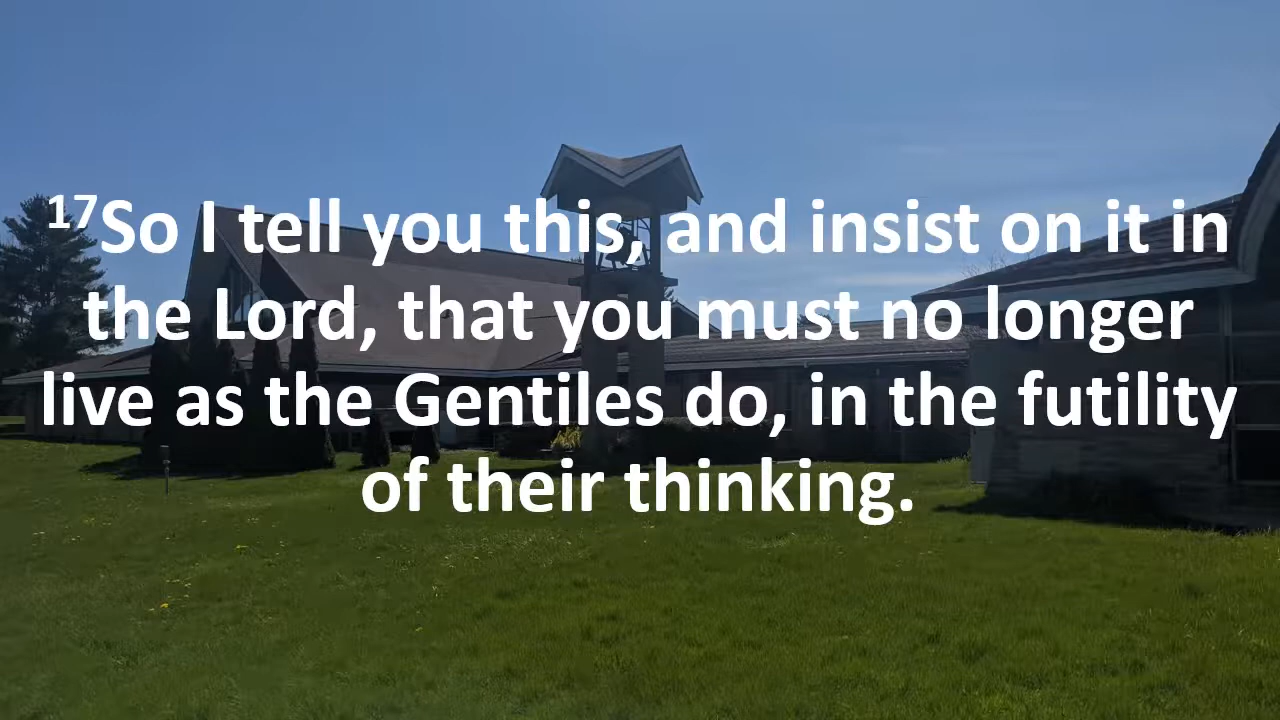 ¹⁷So I tell you this, and insist on it in
the Lord, that you must no longer
live as the Gentiles do, in the futility
of their thinking.